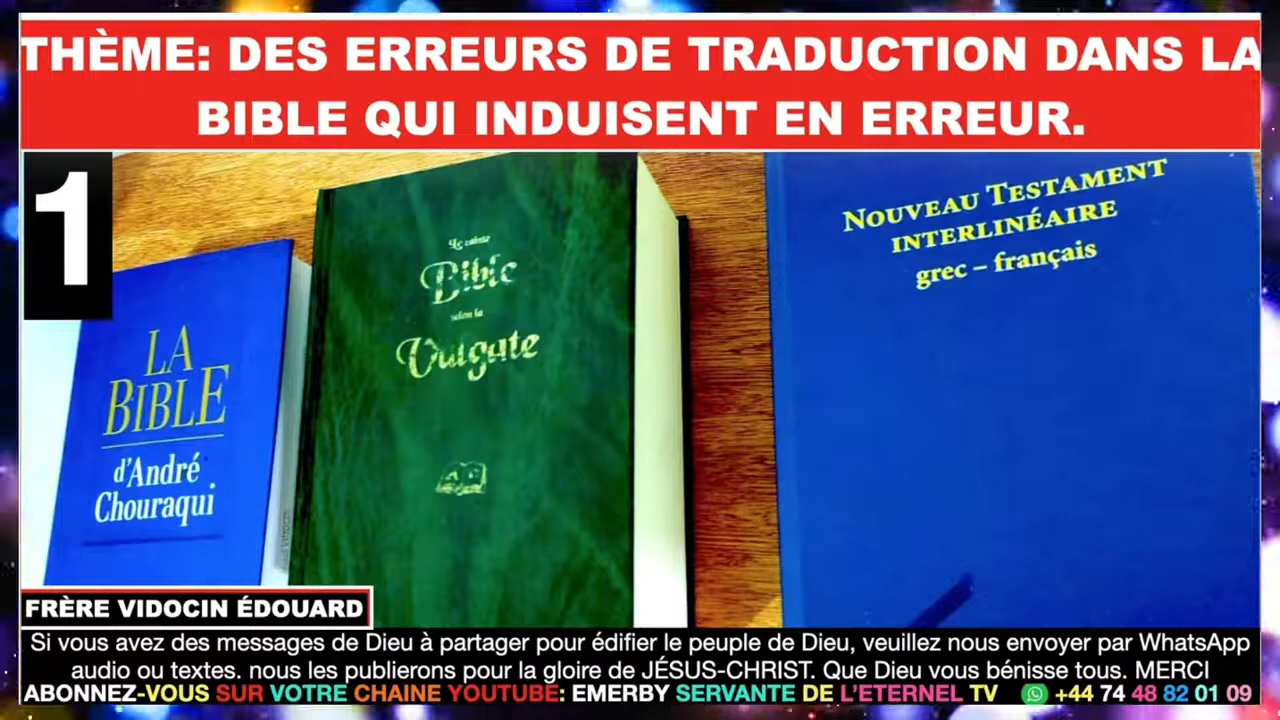 THÈME: DES ERREURS DE TRADUCTION DANS LA
BIBLE QUI INDUISENT EN ERREUR.
1
LA
BIBLE
d'André
Chouraqui
La sainte
Bible
selon la
Vulgate
NOUVEAU TESTAMENT
INTERLINÉAIRE
grec – français
FRÈRE VIDOCIN ÉDOUARD
Si vous avez des messages de Dieu à partager pour édifier le peuple de Dieu, veuillez nous envoyer par WhatsApp
audio ou textes. nous les publierons pour la gloire de JÉSUS-CHRIST. Que Dieu vous bénisse tous. MERCI
ABONNEZ-VOUS SUR VOTRE CHAINE YOUTUBE: EMERBY SERVANTE DE L'ETERNEL TV +44 74 48 82 01 09